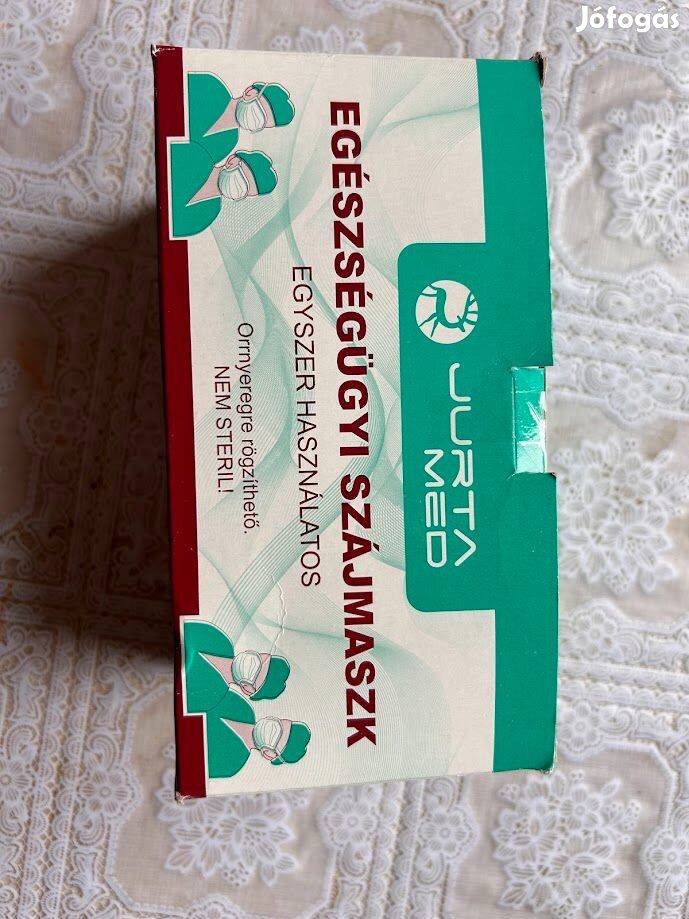 Jófogás
JURTA
MED
EGÉSZSÉGÜGYI SZÁJMASZK
EGYSZER HASZNÁLATOS
Orrnyeregre rögzíthető.
NEM STERIL!